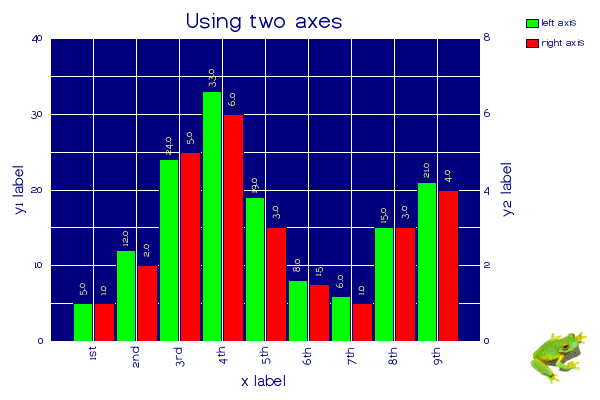 Using two axes
left axis
right axis
y1 label
40
30
20
10
0
y2 label
8
6
4
2
0
5.0
1.0
12.0
2.0
24.0
5.0
33.0
6.0
19.0
3.0
8.0
1.5
6.0
1.0
15.0
3.0
21.0
4.0
1st
2nd
3rd
4th
5th
6th
7th
8th
9th
x label